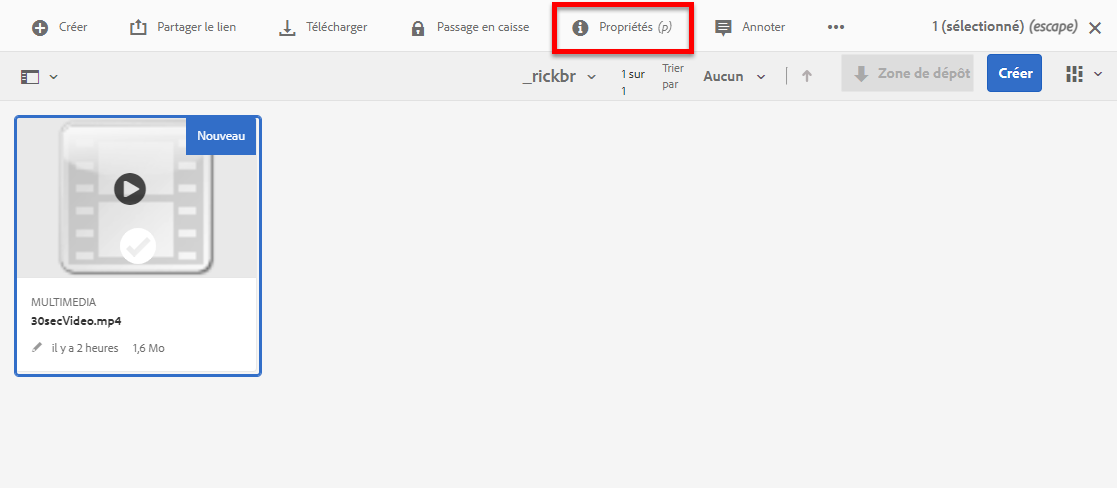 Créer Partager le lien Télécharger Passage en caisse Propriétés (p) Annoter ••• 1 (sélectionné) (escape)
_rickbr 1 sur 1 Trier par Aucun Zone de dépôt Créer
Nouveau
MULTIMEDIA
30secVideo.mp4
il y a 2 heures 1,6 Mo